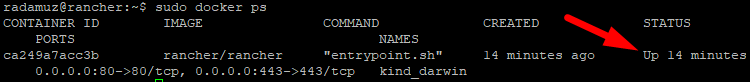 radamuz@rancher:~$ sudo docker ps
CONTAINER ID IMAGE COMMAND CREATED STATUS
PORTS NAMES
ca249a7acc3b rancher/rancher "entrypoint.sh" 14 minutes ago Up 14 minutes
0.0.0.0:80->80/tcp, 0.0.0.0:443->443/tcp kind_darwin